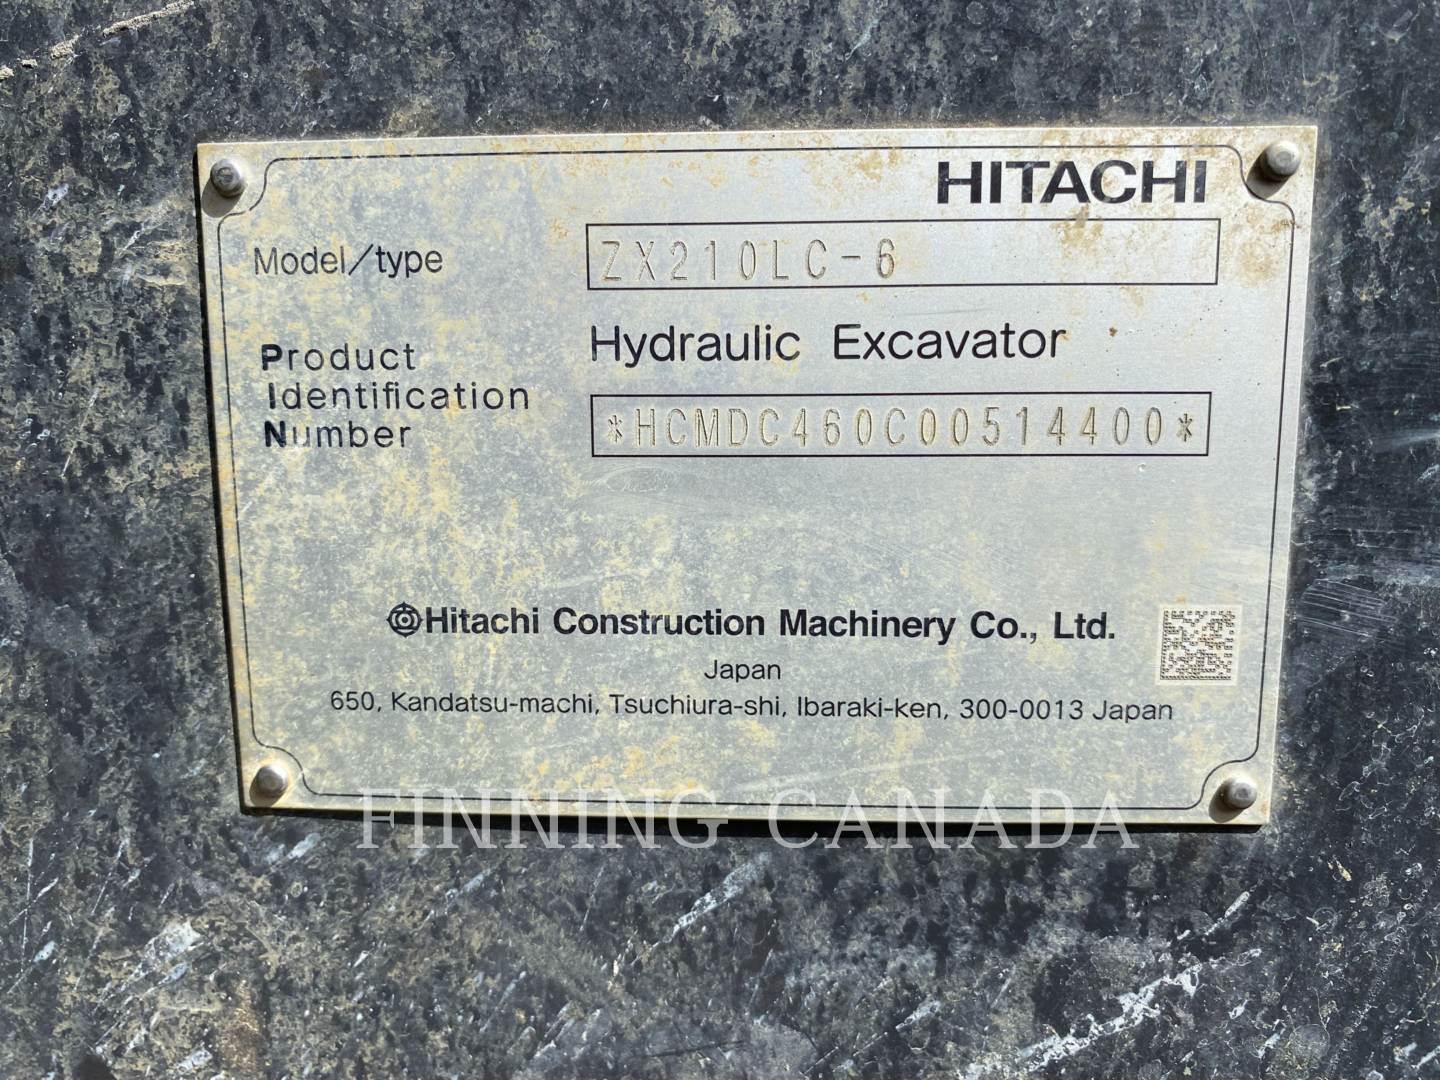 HITACHI
Model/type ZX210LC-6
Hydraulic Excavator
Product
Identification
Number *HCMDC460C00514400*
Hitachi Construction Machinery Co., Ltd.
Japan
650, Kandatsu-machi, Tsuchiura-shi, Ibaraki-ken, 300-0013 Japan
FINNING CANADA